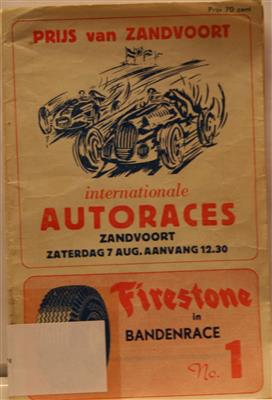 Prijs 70 cent
PRIJS van ZANDVOORT
internationale
AUTORACES
ZANDVOORT
ZATERDAG 7 AUG. AANVANG 12.30
Firestone
in
BANDENRACE
No. 1